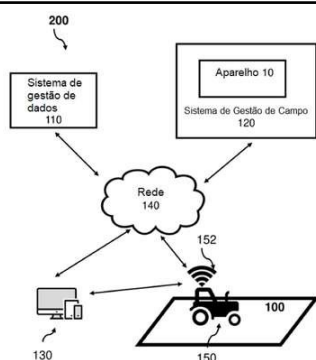 200
Sistema de
gestão de
dados
110
Aparelho 10
Sistema de Gestão de Campo
120
Rede
140
152
100
130
150